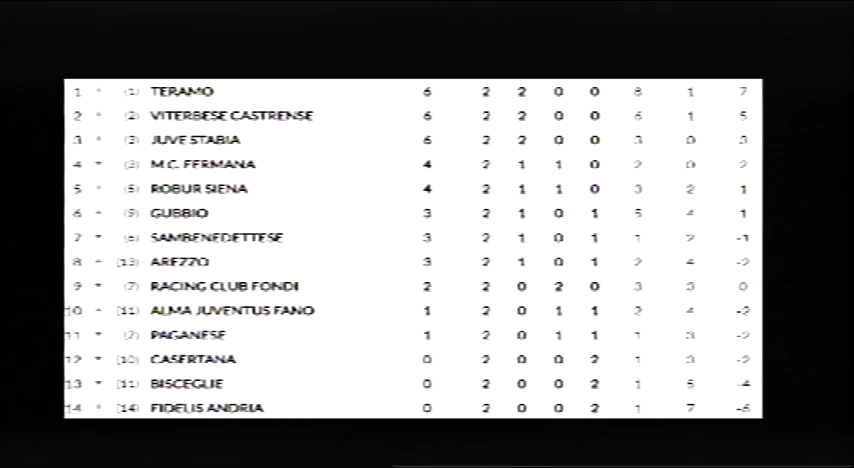 1 (1) TERAMO 6 2 2 0 0 8 1 7
2 (2) VITERBESE CASTRENSE 6 2 2 0 0 6 1 5
3 (2) JUVE STABIA 6 2 2 0 0 3 0 3
4 (3) M.C. FERMANA 4 2 1 1 0 2 0 2
5 (5) ROBUR SIENA 4 2 1 1 0 3 2 1
6 (9) GUBBIO 3 2 1 0 1 5 4 1
7 (6) SAMBENEDETTESE 3 2 1 0 1 1 2 -1
8 (13) AREZZO 3 2 1 0 1 2 4 -2
9 (7) RACING CLUB FONDI 2 2 0 2 0 3 3 0
10 (11) ALMA JUVENTUS FANO 1 2 0 1 1 2 4 -2
11 (7) PAGANESE 1 2 0 1 1 1 3 -2
12 (10) CASERTANA 0 2 0 0 2 1 3 -2
13 (11) BISCEGLIE 0 2 0 0 2 1 5 -4
14 (14) FIDELIS ANDRIA 0 2 0 0 2 1 7 -6